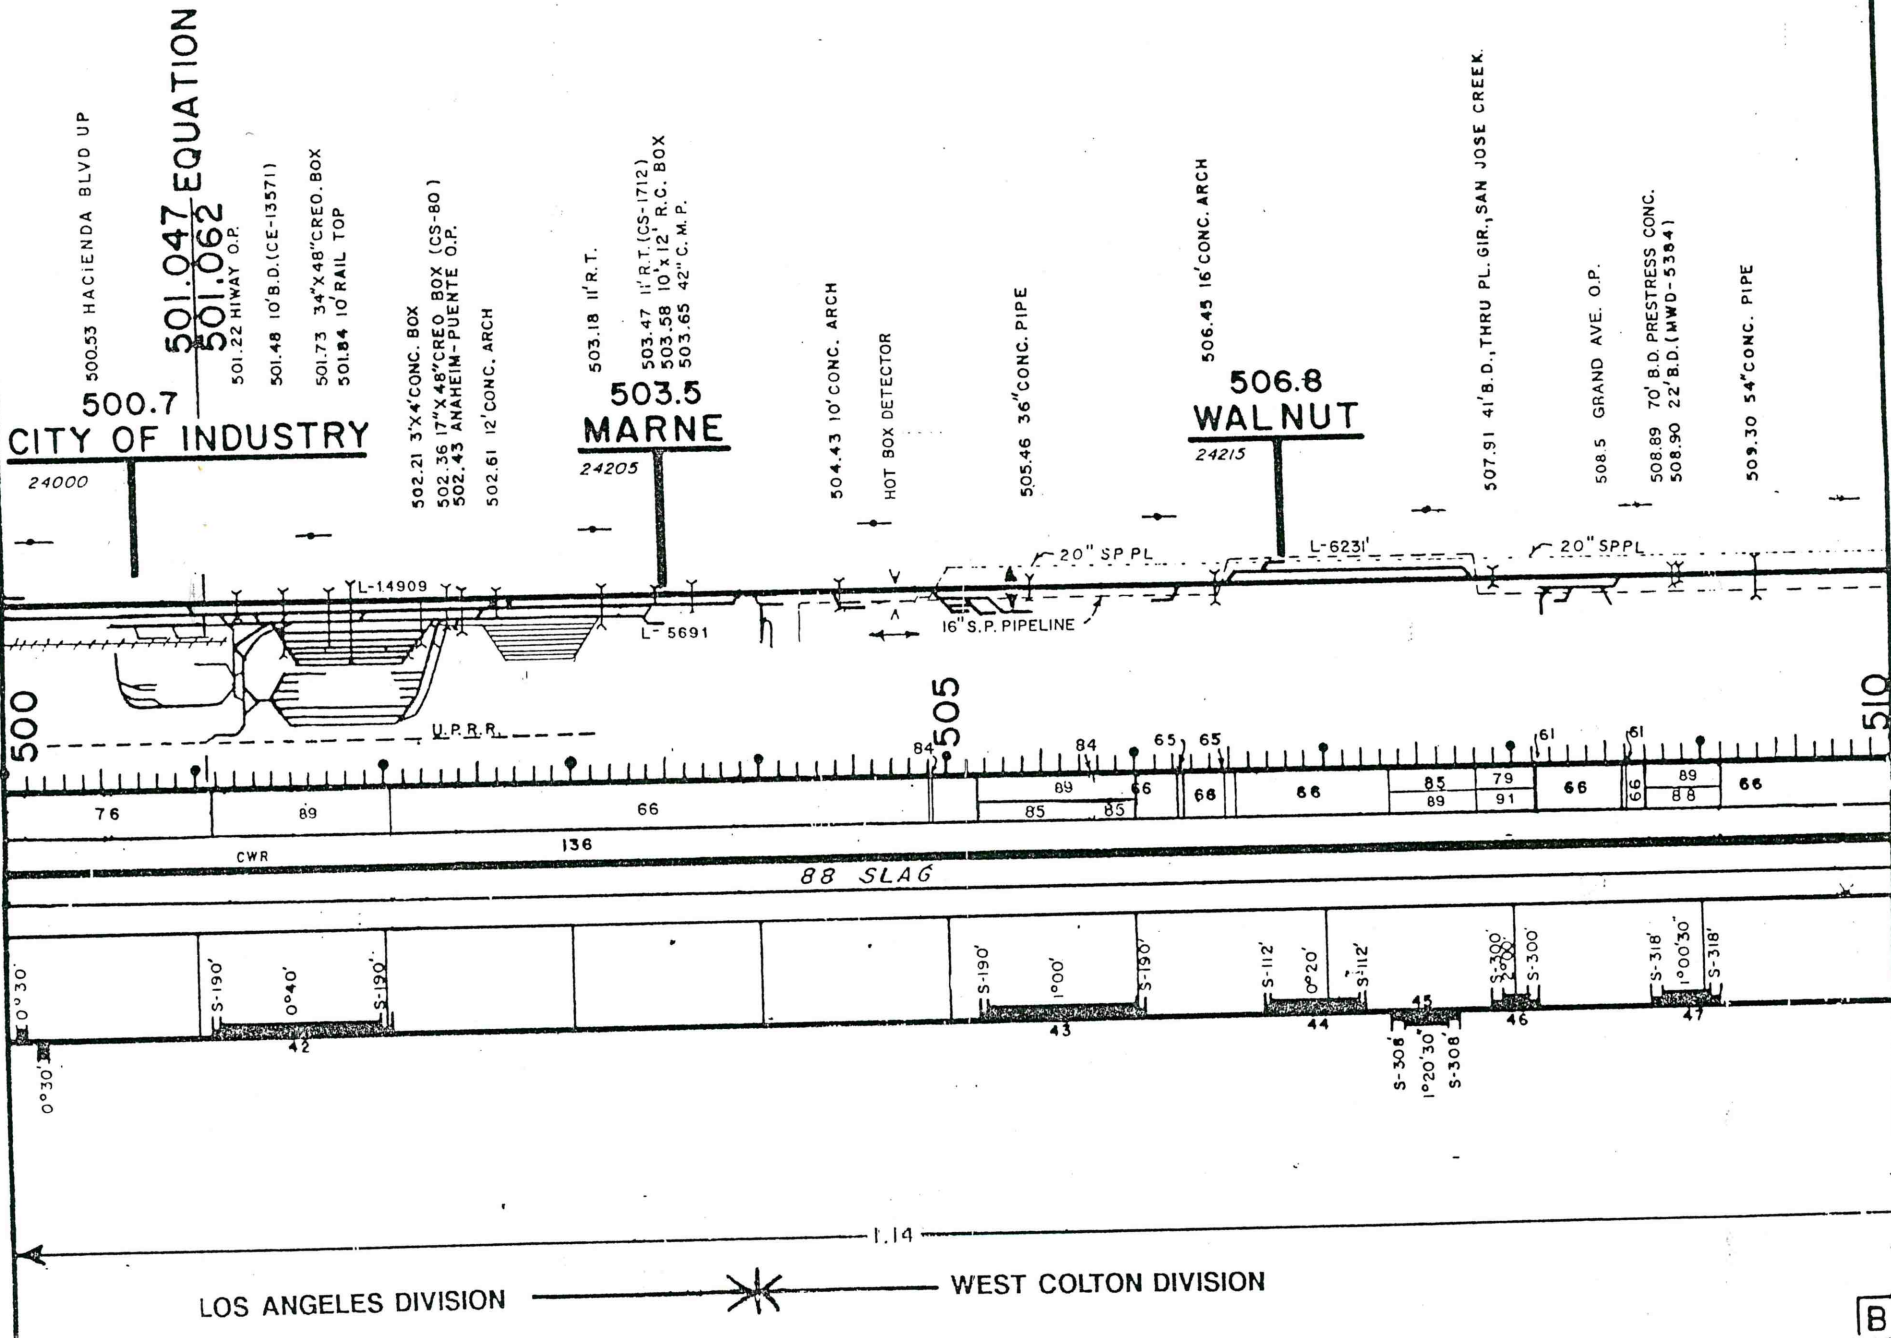 500.53 HACIENDA BLVD UP
501.047 EQUATION
501.062
501.22 HIWAY O.P.
501.48 10' B.D. (CE-13571)
501.73 34"X48" CREO. BOX
501.84 10' RAIL TOP
500.7
CITY OF INDUSTRY
24000
502.21 3'X4' CONC. BOX
502.36 17"X48" CREO BOX (CS-80)
502.43 ANAHEIM-PUENTE O.P.
502.61 12' CONC. ARCH
503.18 11' R.T.
503.47 11' R.T. (CS-1712)
503.58 10' x 12' R.C. BOX
503.65 42" C.M.P.
503.5
MARNE
24205
504.43 10' CONC. ARCH
HOT BOX DETECTOR
505.46 36" CONC. PIPE
506.45 16' CONC. ARCH
506.8
WALNUT
24215
507.91 41' B.D., THRU PL. GIR., SAN JOSE CREEK.
508.5 GRAND AVE. O.P.
508.89 70' B.D. PRESTRESS CONC.
508.90 22' B.D. (MWD-5384)
509.30 54" CONC. PIPE
20" SP PL
L-6231'
20" SPPL
L-14909
L-5691
16" S.P. PIPELINE
U.P.R.R.
500
505
510
84
84
65
65
61
61
76
89
66
89
85
85
66
66
66
85
89
79
91
66
66
89
88
66
CWR
136
88 SLAG
0°30'
0°30'
S-190'
0°40'
S-190'
42
S-190'
1°00'
S-190'
43
S-112'
0°20'
S-112'
44
45
S-308'
1°20'30"
S-308'
S-300'
2°00'
S-300'
46
S-318'
1°00'30"
S-318'
47
1.14
LOS ANGELES DIVISION
WEST COLTON DIVISION
B